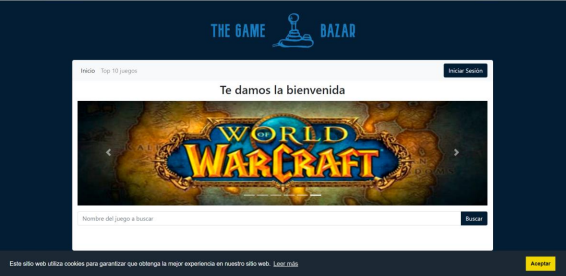 THE GAME BAZAR
Inicio Top 10 juegos Iniciar Sesión
Te damos la bienvenida
WORLD
OF
WARCRAFT
Nombre del juego a buscar Buscar
Este sitio web utiliza cookies para garantizar que obtenga la mejor experiencia en nuestro sitio web. Leer más Aceptar